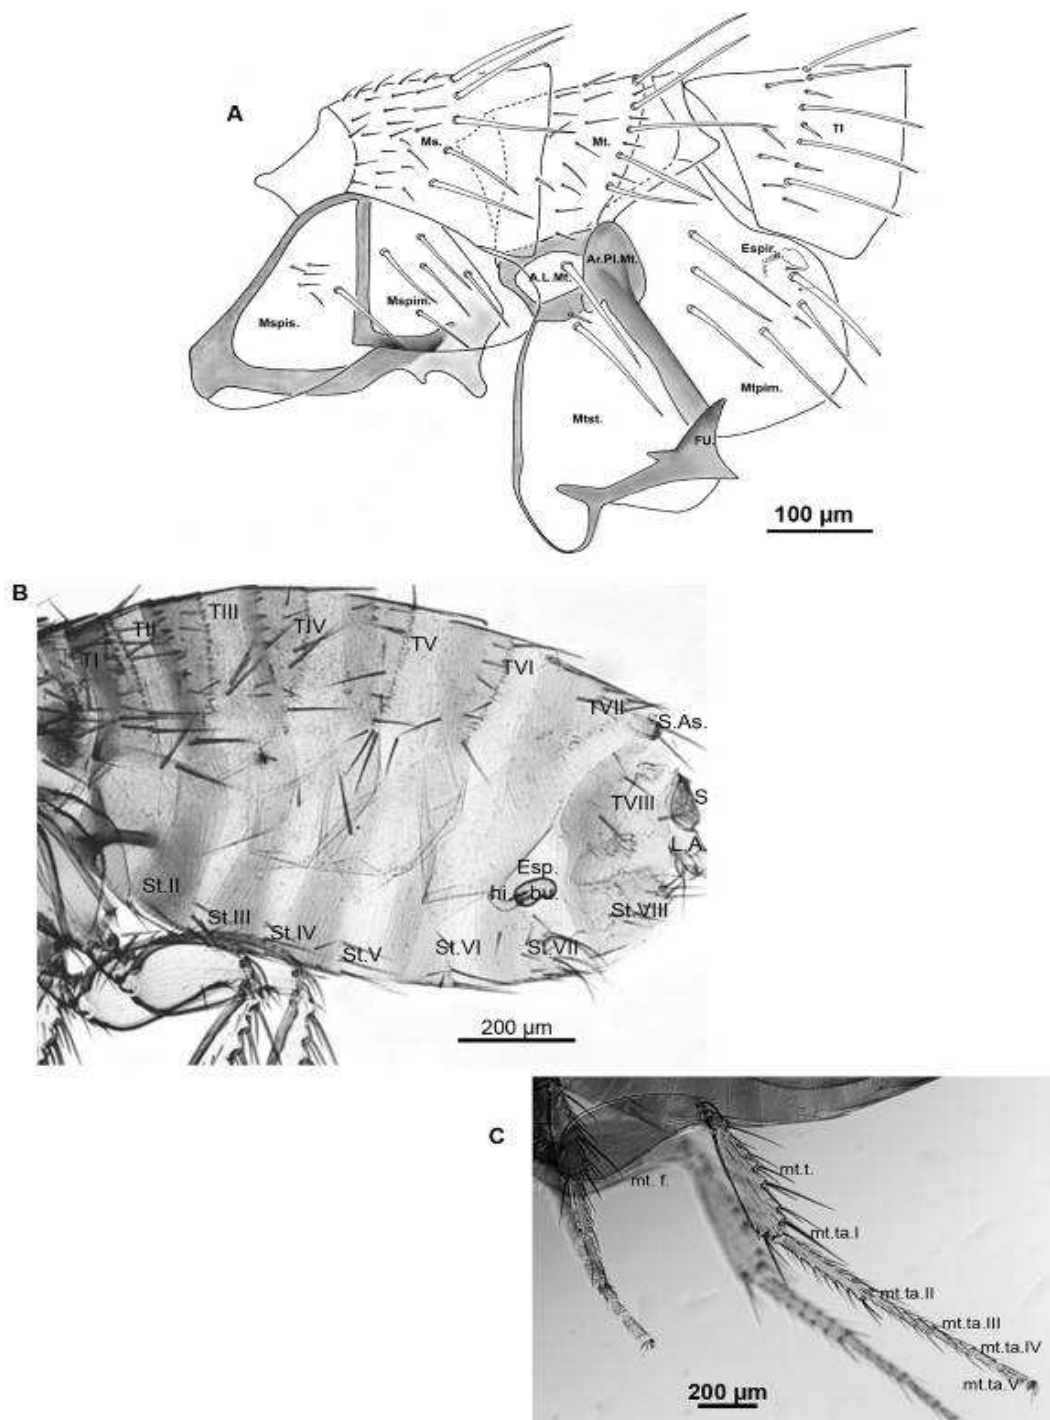 A
Ms.
Mt.
TI
Mspis.
Mspim.
A.L.Mt.
Ar.Pl.Mt.
Espir.
Mtpim.
Mtst.
FU.
100 µm
B
TI
TII
TIII
TIV
TV
TVI
TVII
S.As.
TVIII
S
L.A.
Esp.
hi.
bu.
St.II
St.III
St.IV
St.V
St.VI
St.VII
St.VIII
200 µm
C
mt. f.
mt.t.
mt.ta.I
mt.ta.II
mt.ta.III
mt.ta.IV
mt.ta.V
200 µm